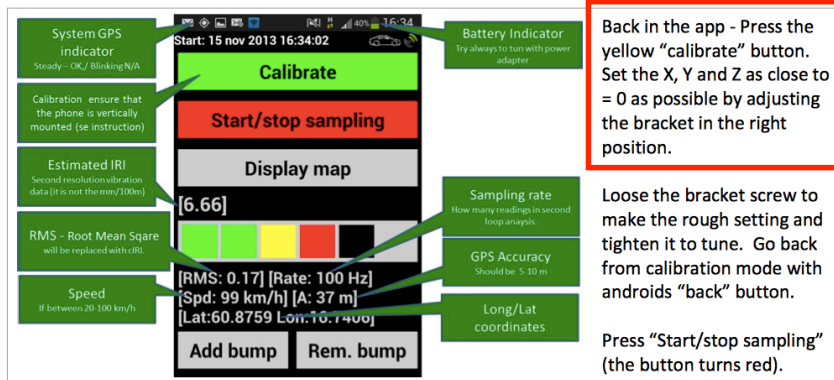 System GPS
indicator
Steady – OK,/ Blinking N/A
Calibration ensure that
the phone is vertically
mounted (se instruction)
Estimated IRI
Second resolution vibration
data (it is not the mm/100m)
RMS - Root Mean Sqare
will be replaced with cIRI.
Speed
If between 20-100 km/h
40% 16:34
Start: 15 nov 2013 16:34:02
Calibrate
Start/stop sampling
Display map
[6.66]
[RMS: 0.17] [Rate: 100 Hz]
[Spd: 99 km/h] [A: 37 m]
[Lat:60.8759 Lon:16.7406]
Add bump
Rem. bump
Battery Indicator
Try always to tun with power
adapter
Sampling rate
How many readings in second
loop anaysis.
GPS Accuracy
Should be 5-10 m
Long/Lat
coordinates
Back in the app - Press the
yellow “calibrate” button.
Set the X, Y and Z as close to
= 0 as possible by adjusting
the bracket in the right
position.
Loose the bracket screw to
make the rough setting and
tighten it to tune. Go back
from calibration mode with
androids “back” button.
Press “Start/stop sampling”
(the button turns red).